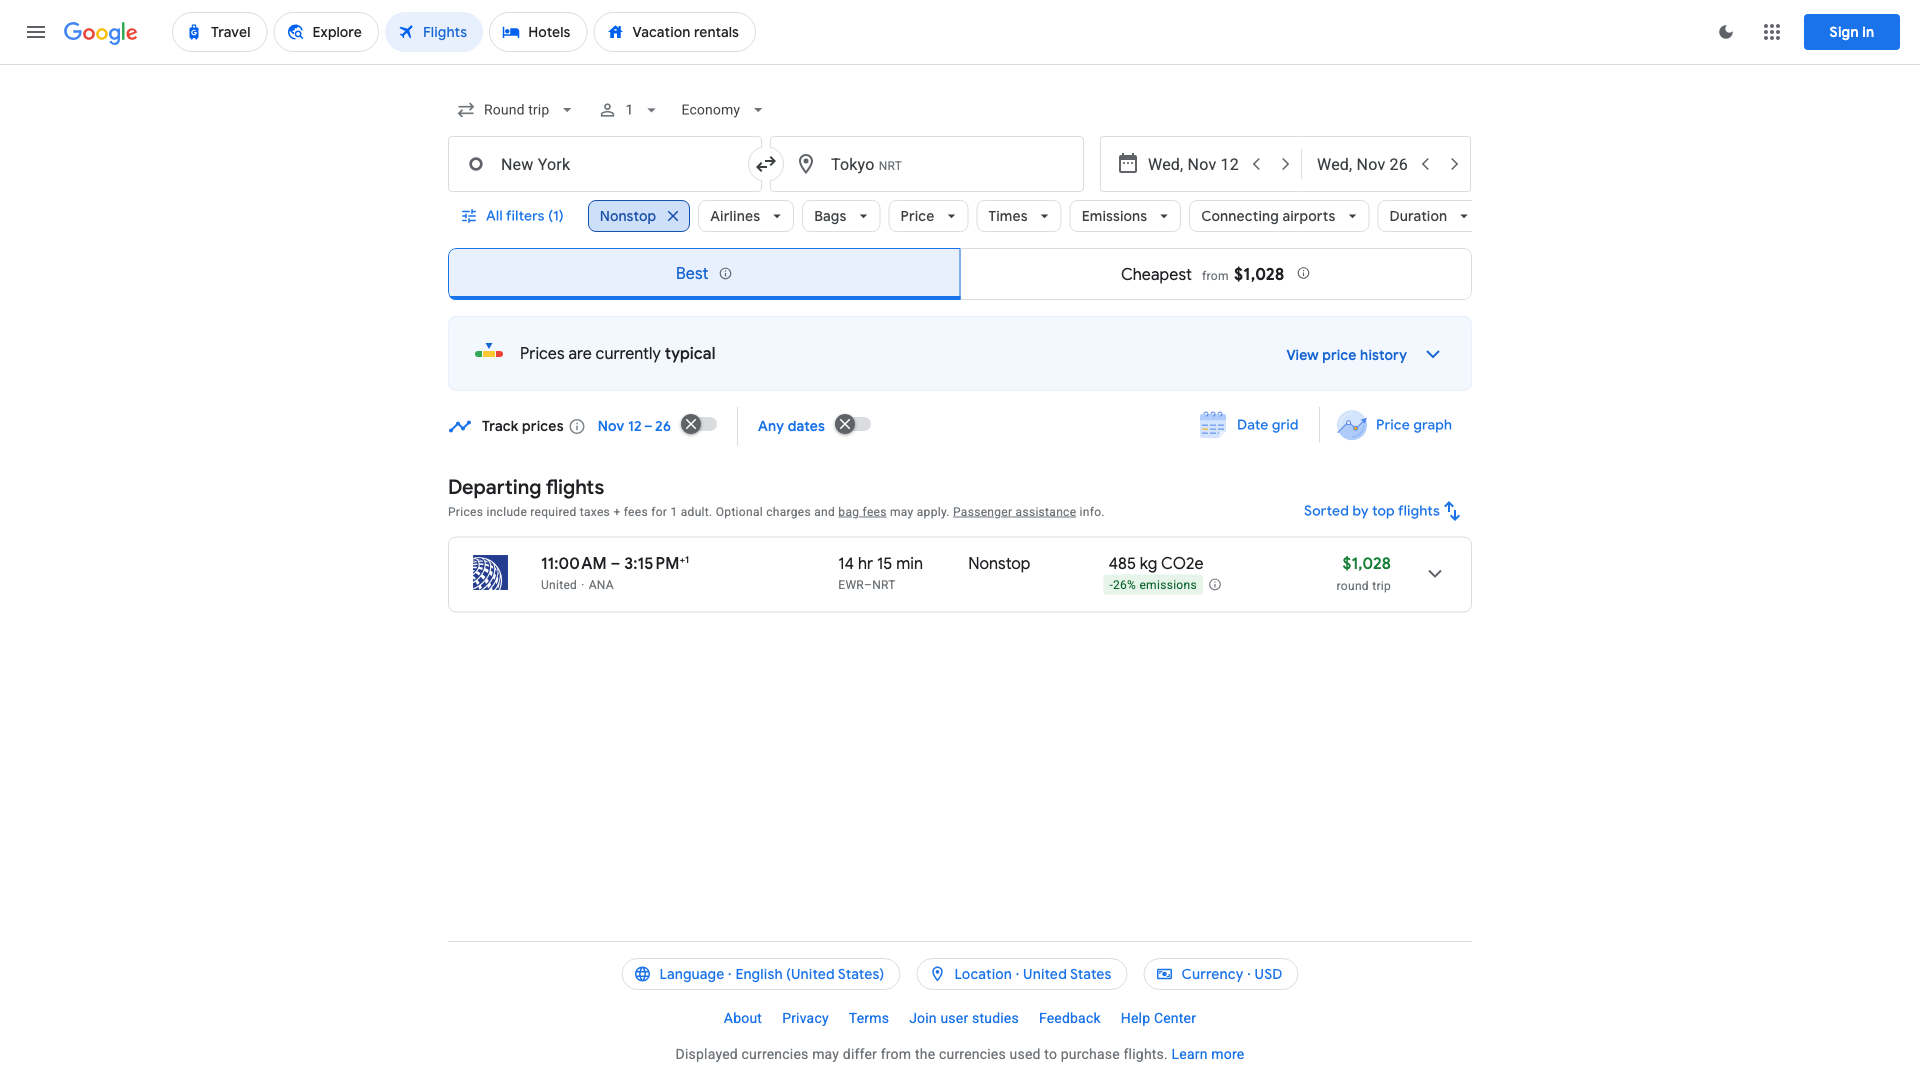 Google
Travel
Explore
Flights
Hotels
Vacation rentals
Sign in
Round trip
1
Economy
New York
Tokyo NRT
Wed, Nov 12
Wed, Nov 26
All filters (1)
Nonstop
Airlines
Bags
Price
Times
Emissions
Connecting airports
Duration
Best
Cheapest from $1,028
Prices are currently typical
View price history
Track prices
Nov 12 – 26
Any dates
Date grid
Price graph
Departing flights
Prices include required taxes + fees for 1 adult. Optional charges and bag fees may apply. Passenger assistance info.
Sorted by top flights
11:00 AM – 3:15 PM+1
14 hr 15 min
Nonstop
485 kg CO2e
$1,028
United · ANA
EWR–NRT
-26% emissions
round trip
Language · English (United States)
Location · United States
Currency · USD
About
Privacy
Terms
Join user studies
Feedback
Help Center
Displayed currencies may differ from the currencies used to purchase flights. Learn more